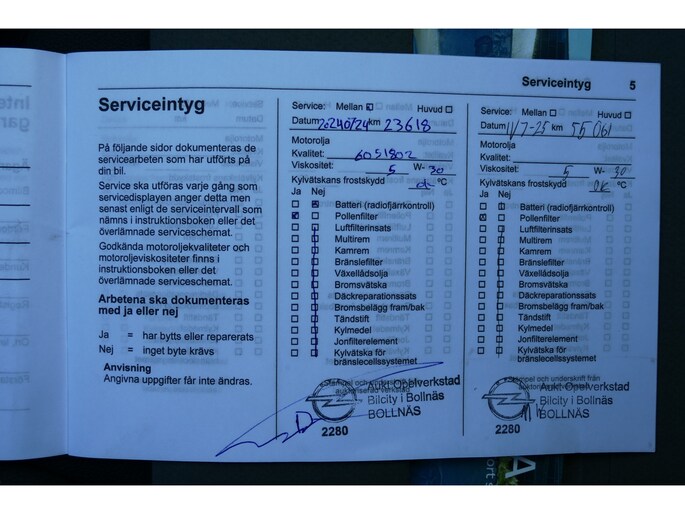 Serviceintyg 5
Serviceintyg
På följande sidor dokumenteras de
servicearbeten som har utförts på
din bil.
Service ska utföras varje gång som
servicedisplayen anger detta men
senast enligt de serviceintervall som
nämns i instruktionsboken eller det
överlämnade serviceschemat.
Godkända motoroljekvaliteter och
motoroljeviskositeter finns i
instruktionsboken eller det
överlämnade serviceschemat.
Arbetena ska dokumenteras
med ja eller nej
Ja = har bytts eller reparerats
Nej = inget byte krävs
Anvisning
Angivna uppgifter får inte ändras.
Service: Mellan Huvud
Datum 20240724 km 23618
Motorolja
Kvalitet: 6051802
Viskositet: 5 W- 30
Kylvätskans frostskydd ok °C
Ja Nej
Batteri (radiofjärrkontroll)
Pollenfilter
Luftfilterinsats
Multirem
Kamrem
Bränslefilter
Växellådsolja
Bromsvätska
Däckreparationssats
Bromsbelägg fram/bak
Tändstift
Kylmedel
Jonfilterelement
Kylvätska för
bränslecellssystemet
Aukt Opelverkstad
Bilcity i Bollnäs
BOLLNÄS
2280
Service: Mellan Huvud
Datum 11/7-25 km 55061
Motorolja
Kvalitet:
Viskositet: 5 W- 30
Kylvätskans frostskydd ok °C
Ja Nej
Batteri (radiofjärrkontroll)
Pollenfilter
Luftfilterinsats
Multirem
Kamrem
Bränslefilter
Växellådsolja
Bromsvätska
Däckreparationssats
Bromsbelägg fram/bak
Tändstift
Kylmedel
Jonfilterelement
Kylvätska för
bränslecellssystemet
Aukt Opelverkstad
Bilcity i Bollnäs
BOLLNÄS
2280